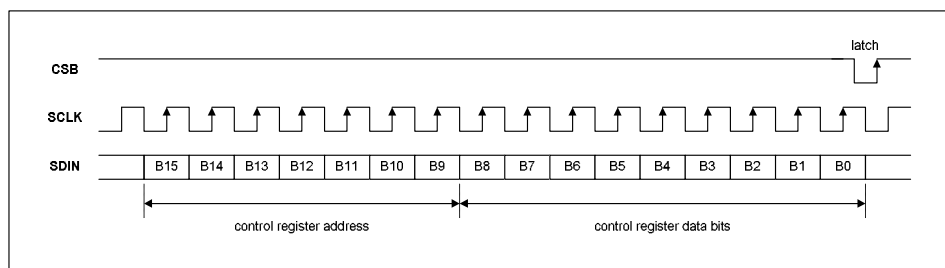 latch
CSB
SCLK
SDIN B15 B14 B13 B12 B11 B10 B9 B8 B7 B6 B5 B4 B3 B2 B1 B0
control register address control register data bits